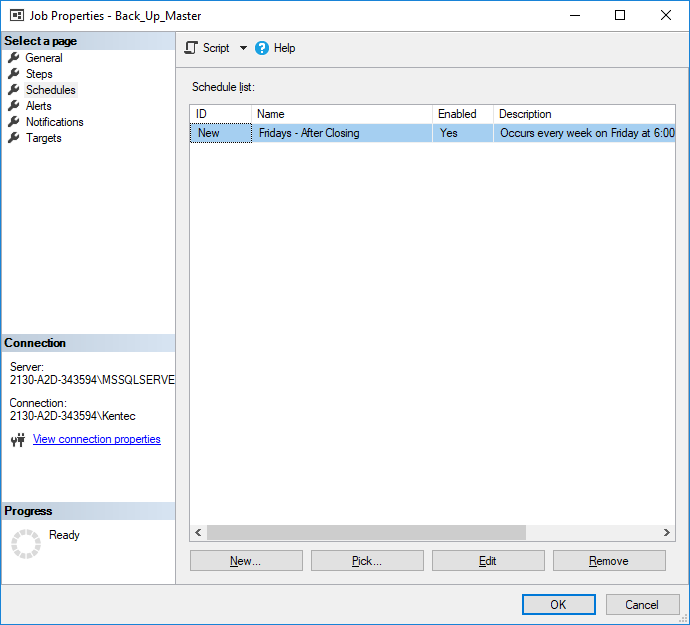 Job Properties - Back_Up_Master
Select a page
General
Steps
Schedules
Alerts
Notifications
Targets
Script
Help
Schedule list:
ID Name Enabled Description
New Fridays - After Closing Yes Occurs every week on Friday at 6:00
Connection
Server:
2130-A2D-343594\MSSQLSERVE
Connection:
2130-A2D-343594\Kentec
View connection properties
Progress
Ready
New...
Pick...
Edit
Remove
OK
Cancel